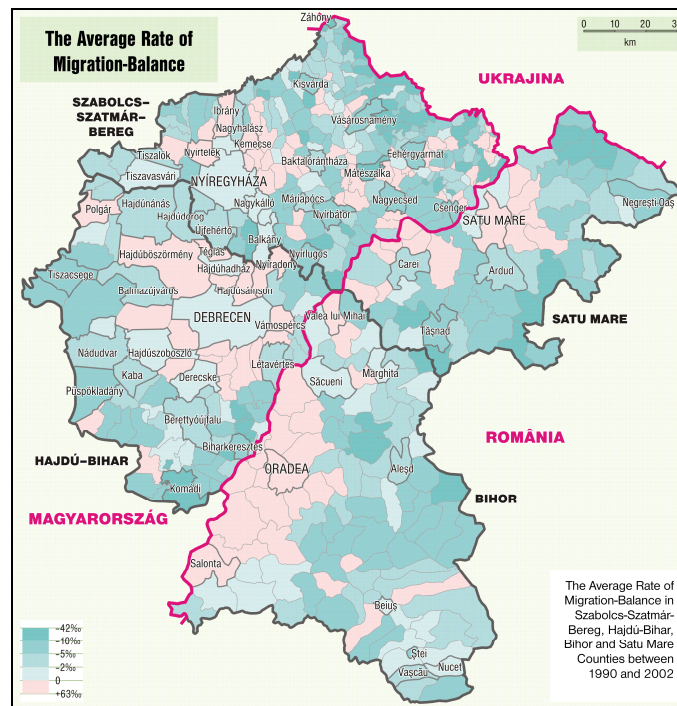 The Average Rate of
Migration-Balance
Záhony
0 10 20
km
UKRAJINA
SZABOLCS–
SZATMÁR–
BEREG
Kisvárda
Ibrány
Nagyhalász
Kemecse
Vásárosnamény
Tiszalök
Nyírtelek
Baktalórántháza
Fehérgyarmat
Tiszavasvári
NYÍREGYHÁZA
Mátészalka
Polgár
Hajdúnánás
Nagykálló
Máriapócs
Nagyecsed
Csenger
Hajdúdorog
Nyírbátor
SATU MARE
Negrești-Oaș
Újfehértó
Balkány
Téglás
Nyírlugos
Hajdúböszörmény
Hajdúhadház
Nyíradony
Carei
Ardud
Tiszacsege
Balmazújváros
Hajdúsámson
DEBRECEN
Vámospércs
Valea lui Mihai
Tășnad
SATU MARE
Nádudvar
Hajdúszoboszló
Létavértes
Kaba
Derecske
Săcueni
Marghita
Püspökladány
Berettyóújfalu
Biharkeresztes
ROMÂNIA
HAJDÚ–BIHAR
ORADEA
Aleșd
Komádi
BIHOR
MAGYARORSZÁG
Salonta
Beiuș
Ștei
Vașcău
Nucet
The Average Rate of
Migration-Balance in
Szabolcs-Szatmár-
Bereg, Hajdú-Bihar,
Bihor and Satu Mare
Counties between
1990 and 2002
-42‰
-10‰
-5‰
-2‰
0
+63‰